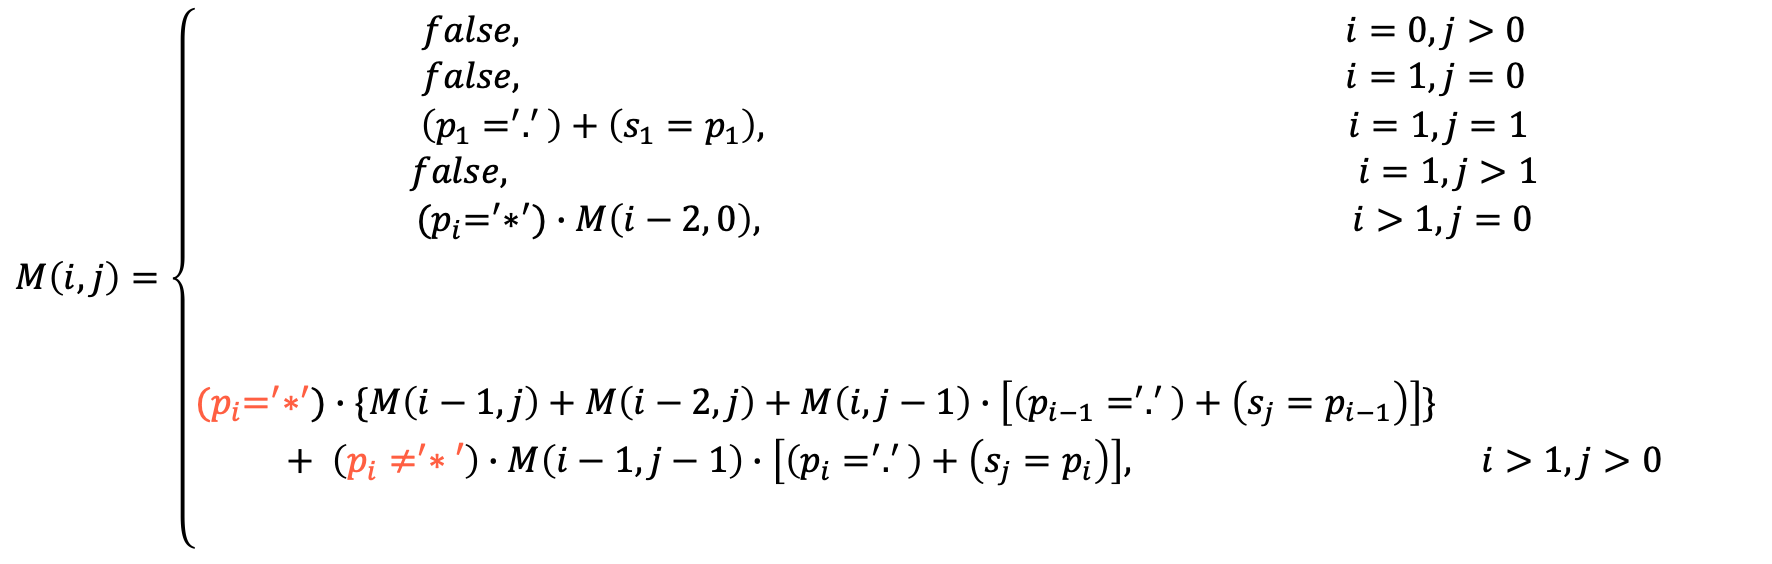 false, i = 0, j > 0
false, i = 1, j = 0
(p₁ ='.' ) + (s₁ = p₁), i = 1, j = 1
false, i = 1, j > 1
(pᵢ='*') · M(i − 2, 0), i > 1, j = 0
M(i, j) = {
(pᵢ='*') · {M(i − 1, j) + M(i − 2, j) + M(i, j − 1) · [(pᵢ₋₁ ='.' ) + (sⱼ = pᵢ₋₁)]}
+ (pᵢ ≠'* ') · M(i − 1, j − 1) · [(pᵢ ='.' ) + (sⱼ = pᵢ)], i > 1, j > 0